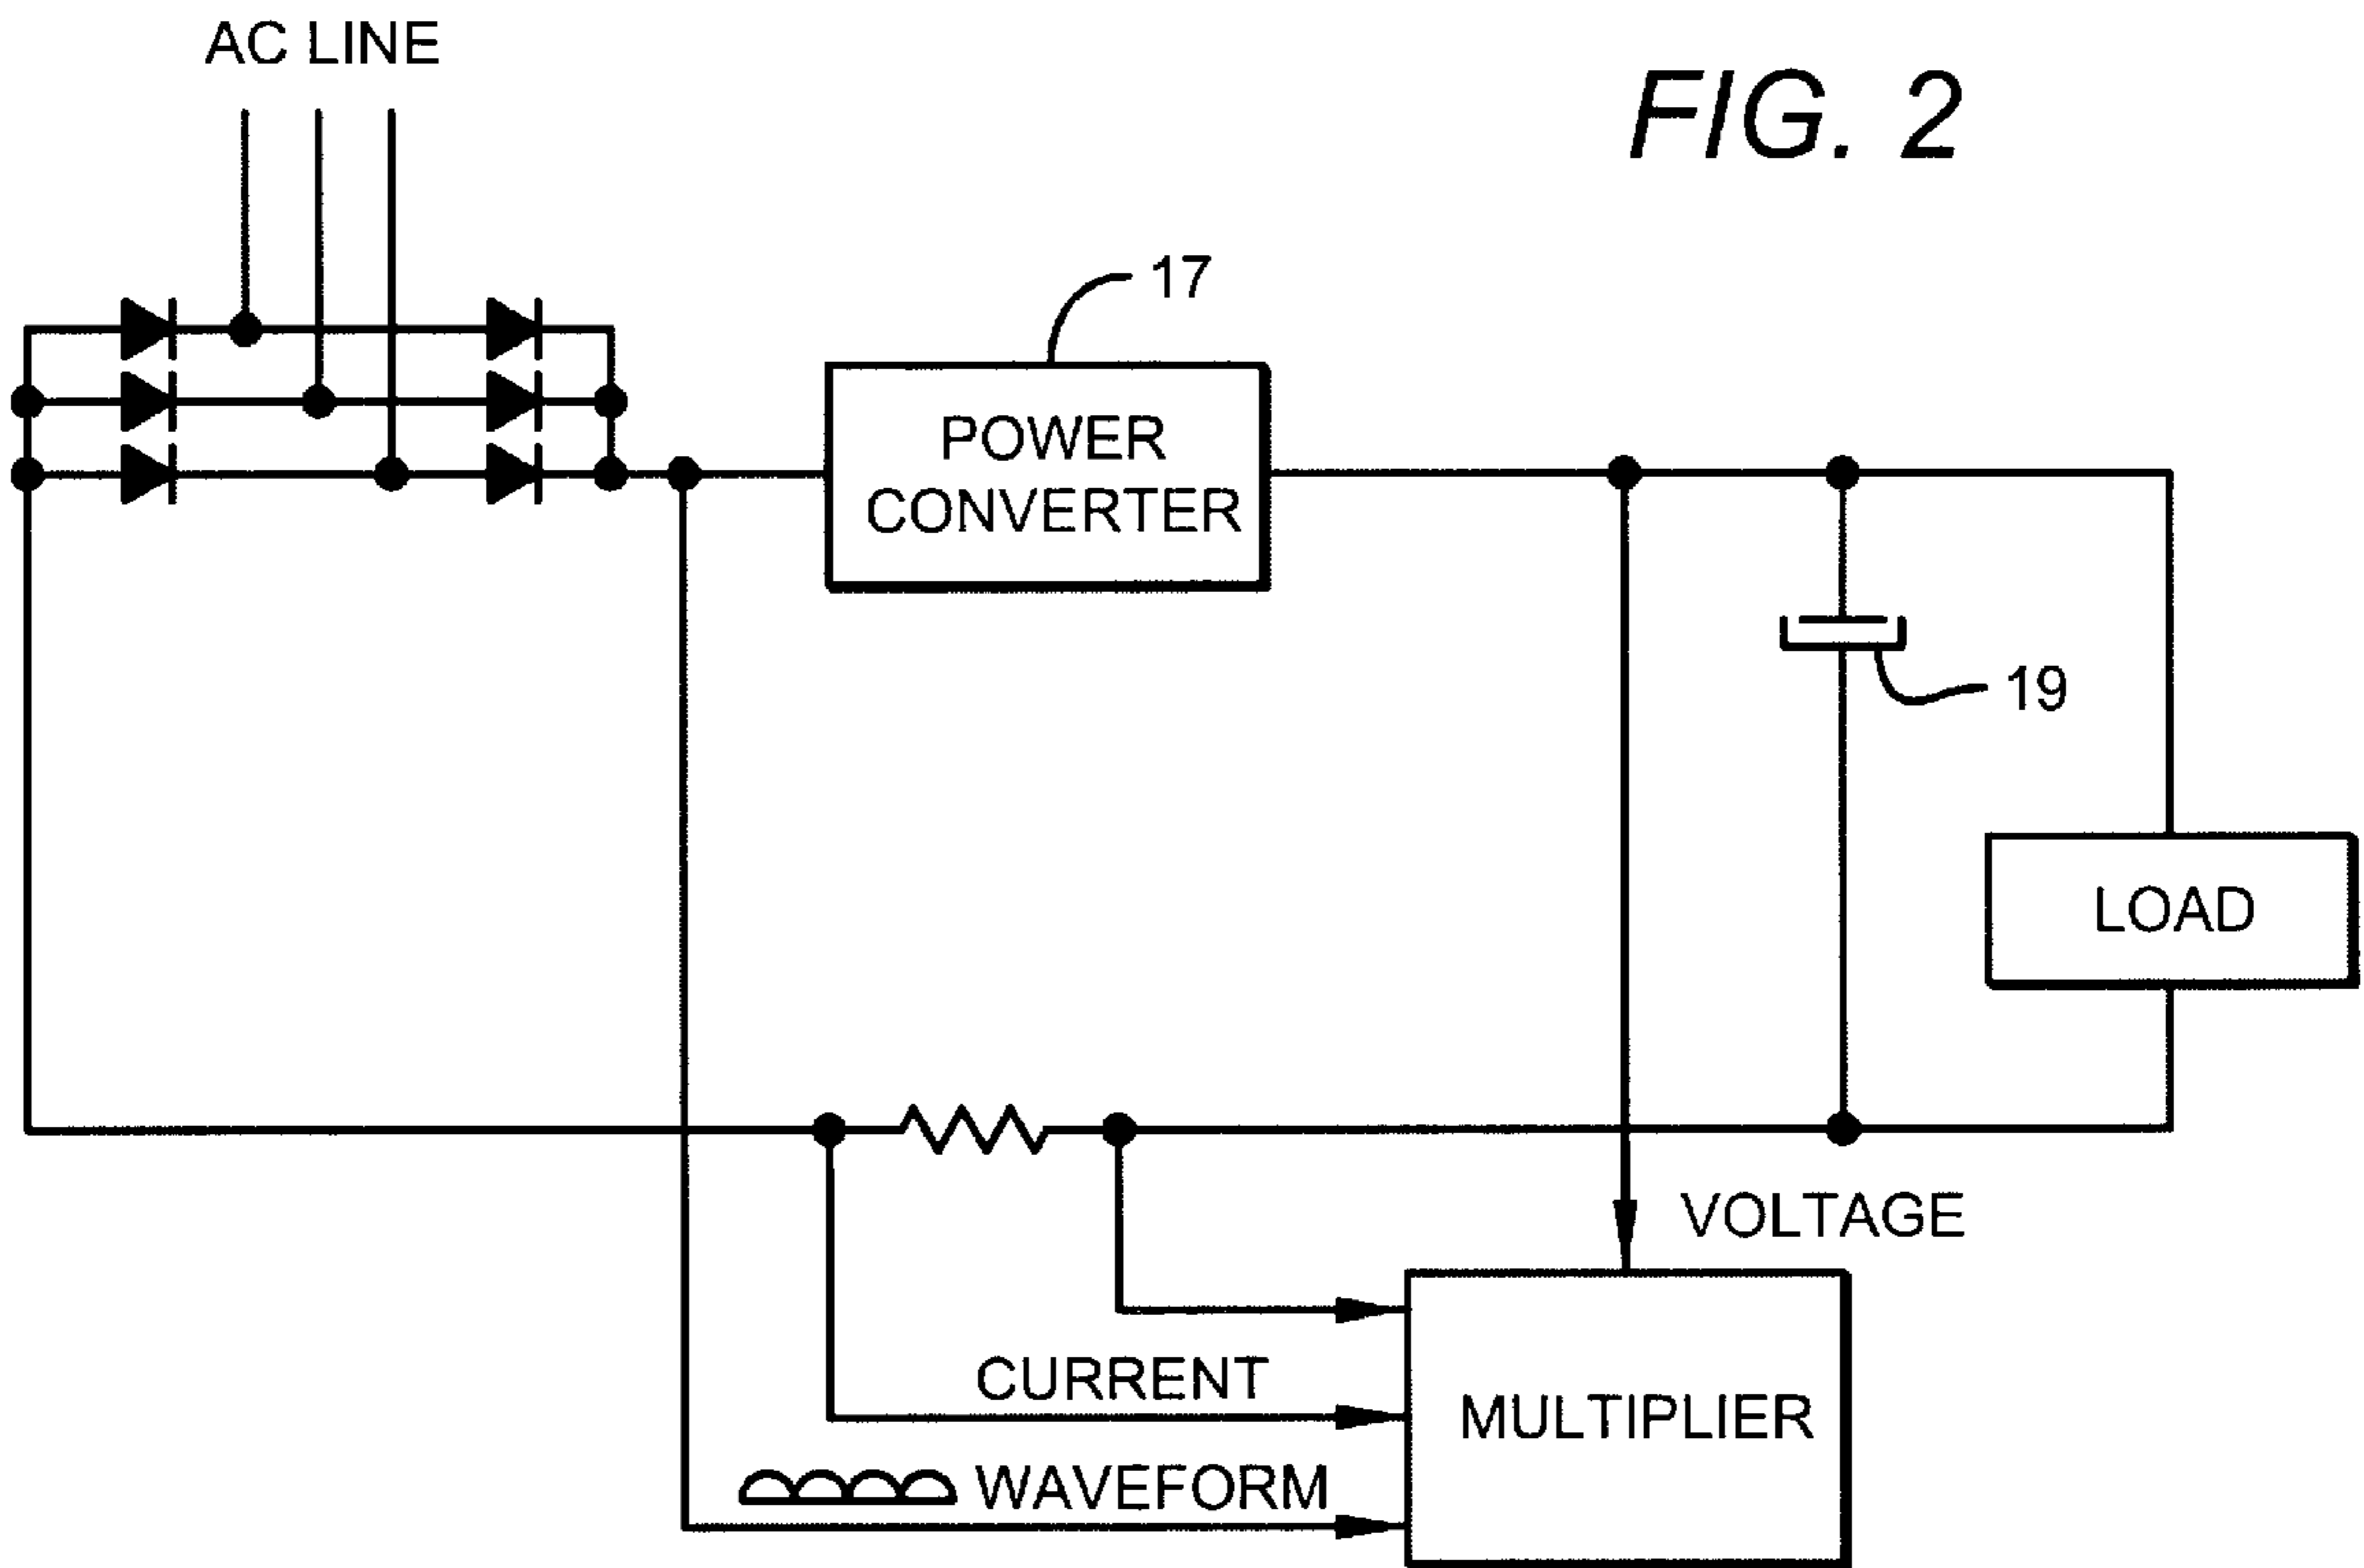 AC LINE
FIG. 2
17
POWER
CONVERTER
19
LOAD
VOLTAGE
CURRENT
MULTIPLIER
WAVEFORM